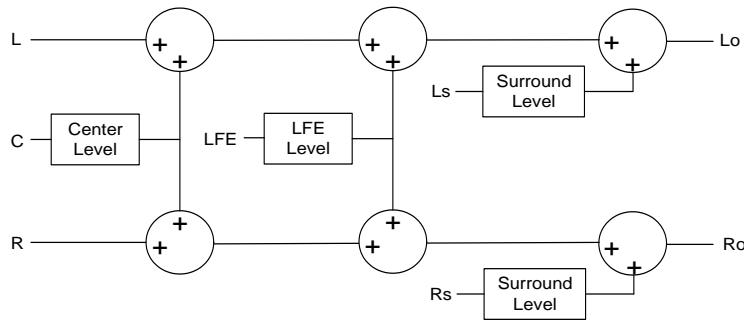 L
+
+
+
+
+
+
Lo
Ls
Surround
Level
C
Center
Level
LFE
LFE
Level
R
+
+
+
+
+
+
Ro
Rs
Surround
Level